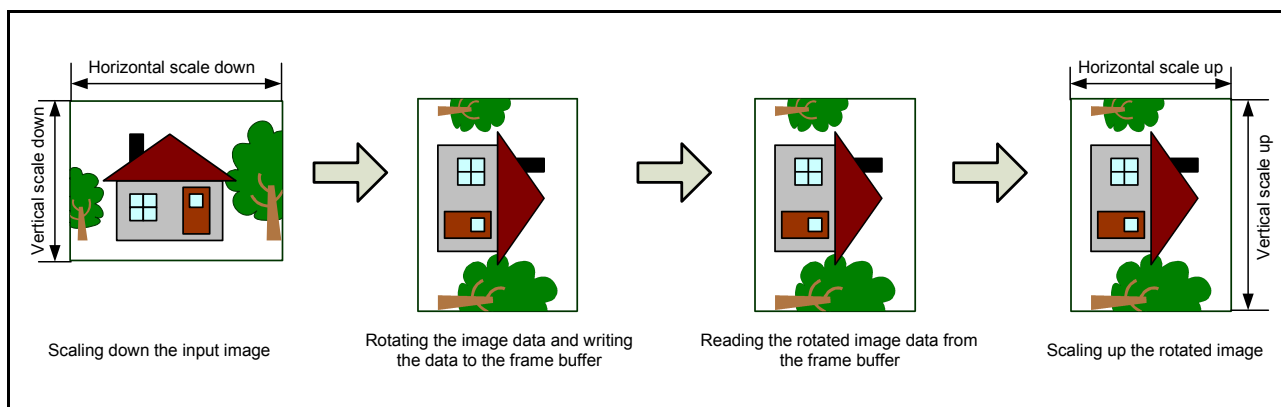 Horizontal scale down
Vertical scale down
Scaling down the input image
Rotating the image data and writing
the data to the frame buffer
Reading the rotated image data from
the frame buffer
Horizontal scale up
Vertical scale up
Scaling up the rotated image